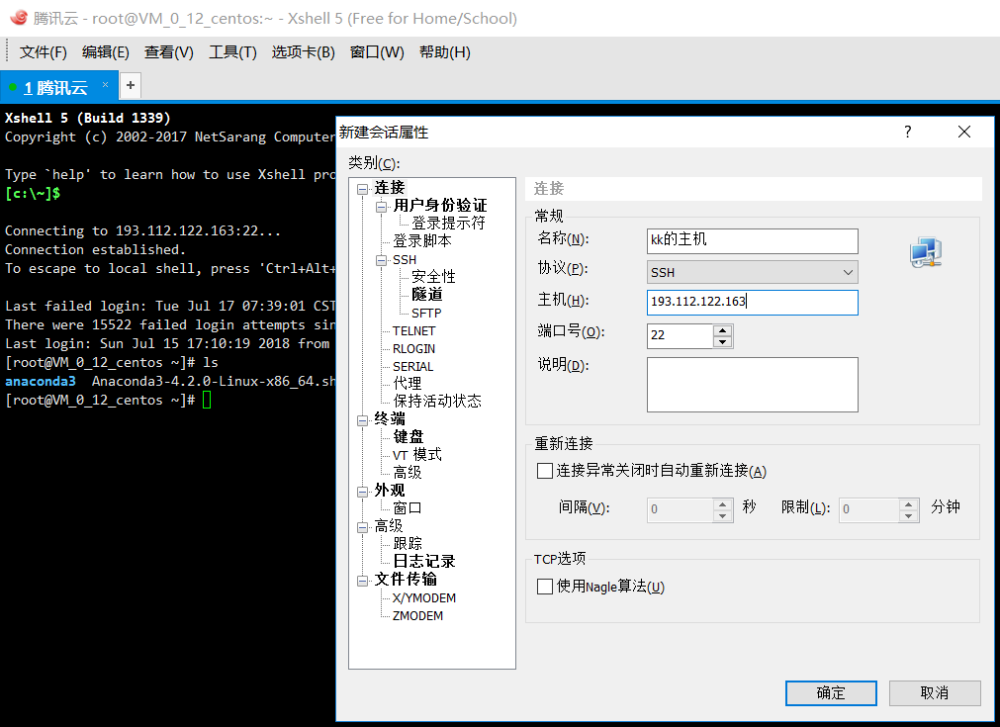 腾讯云 - root@VM_0_12_centos:~ - Xshell 5 (Free for Home/School)
文件(F) 编辑(E) 查看(V) 工具(T) 选项卡(B) 窗口(W) 帮助(H)
1 腾讯云 × +
Xshell 5 (Build 1339)
Copyright (c) 2002-2017 NetSarang Computer
Type `help' to learn how to use Xshell pro
[c:\~]$
Connecting to 193.112.122.163:22...
Connection established.
To escape to local shell, press 'Ctrl+Alt+
Last failed login: Tue Jul 17 07:39:01 CST
There were 15522 failed login attempts sin
Last login: Sun Jul 15 17:10:19 2018 from
[root@VM_0_12_centos ~]# ls
anaconda3 Anaconda3-4.2.0-Linux-x86_64.sh
[root@VM_0_12_centos ~]#
新建会话属性 ?
类别(C):
连接
用户身份验证
登录提示符
登录脚本
SSH
安全性
隧道
SFTP
TELNET
RLOGIN
SERIAL
代理
保持活动状态
终端
键盘
VT 模式
高级
外观
窗口
高级
跟踪
日志记录
文件传输
X/YMODEM
ZMODEM
连接
常规
名称(N): kk的主机
协议(P): SSH
主机(H): 193.112.122.163
端口号(O): 22
说明(D):
重新连接
连接异常关闭时自动重新连接(A)
间隔(V): 0 秒 限制(L): 0 分钟
TCP选项
使用Nagle算法(U)
确定 取消